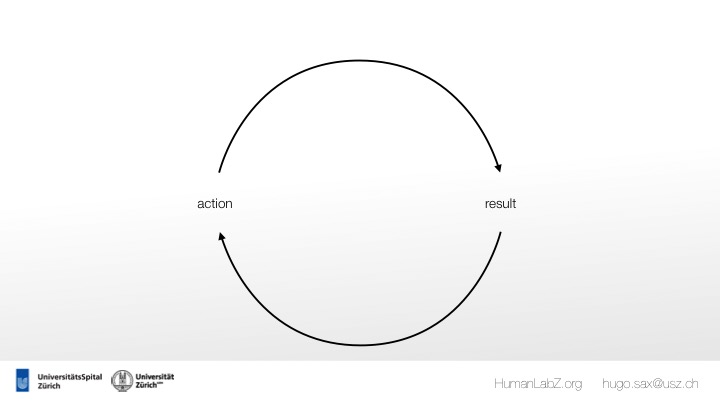 action
result
UniversitätsSpital
Zürich
Universität
Zürich
HumanLabZ.org
hugo.sax@usz.ch